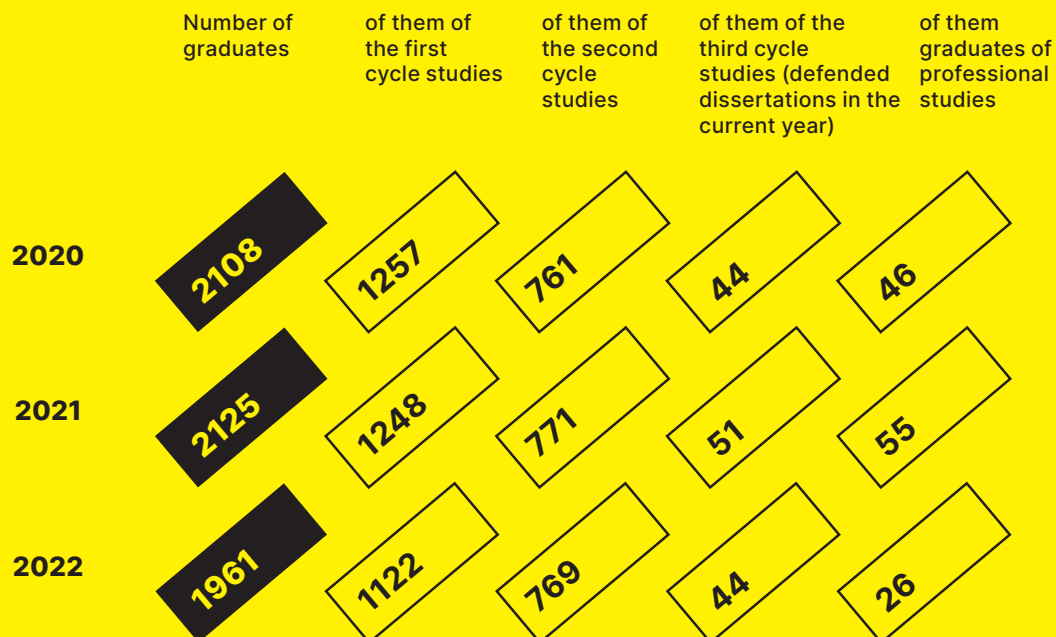 Number of
graduates
of them of
the first
cycle studies
of them of
the second
cycle
studies
of them of the
third cycle
studies (defended
dissertations in the
current year)
of them
graduates of
professional
studies
2020
2108
1257
761
44
46
2021
2125
1248
771
51
55
2022
1961
1122
769
44
26